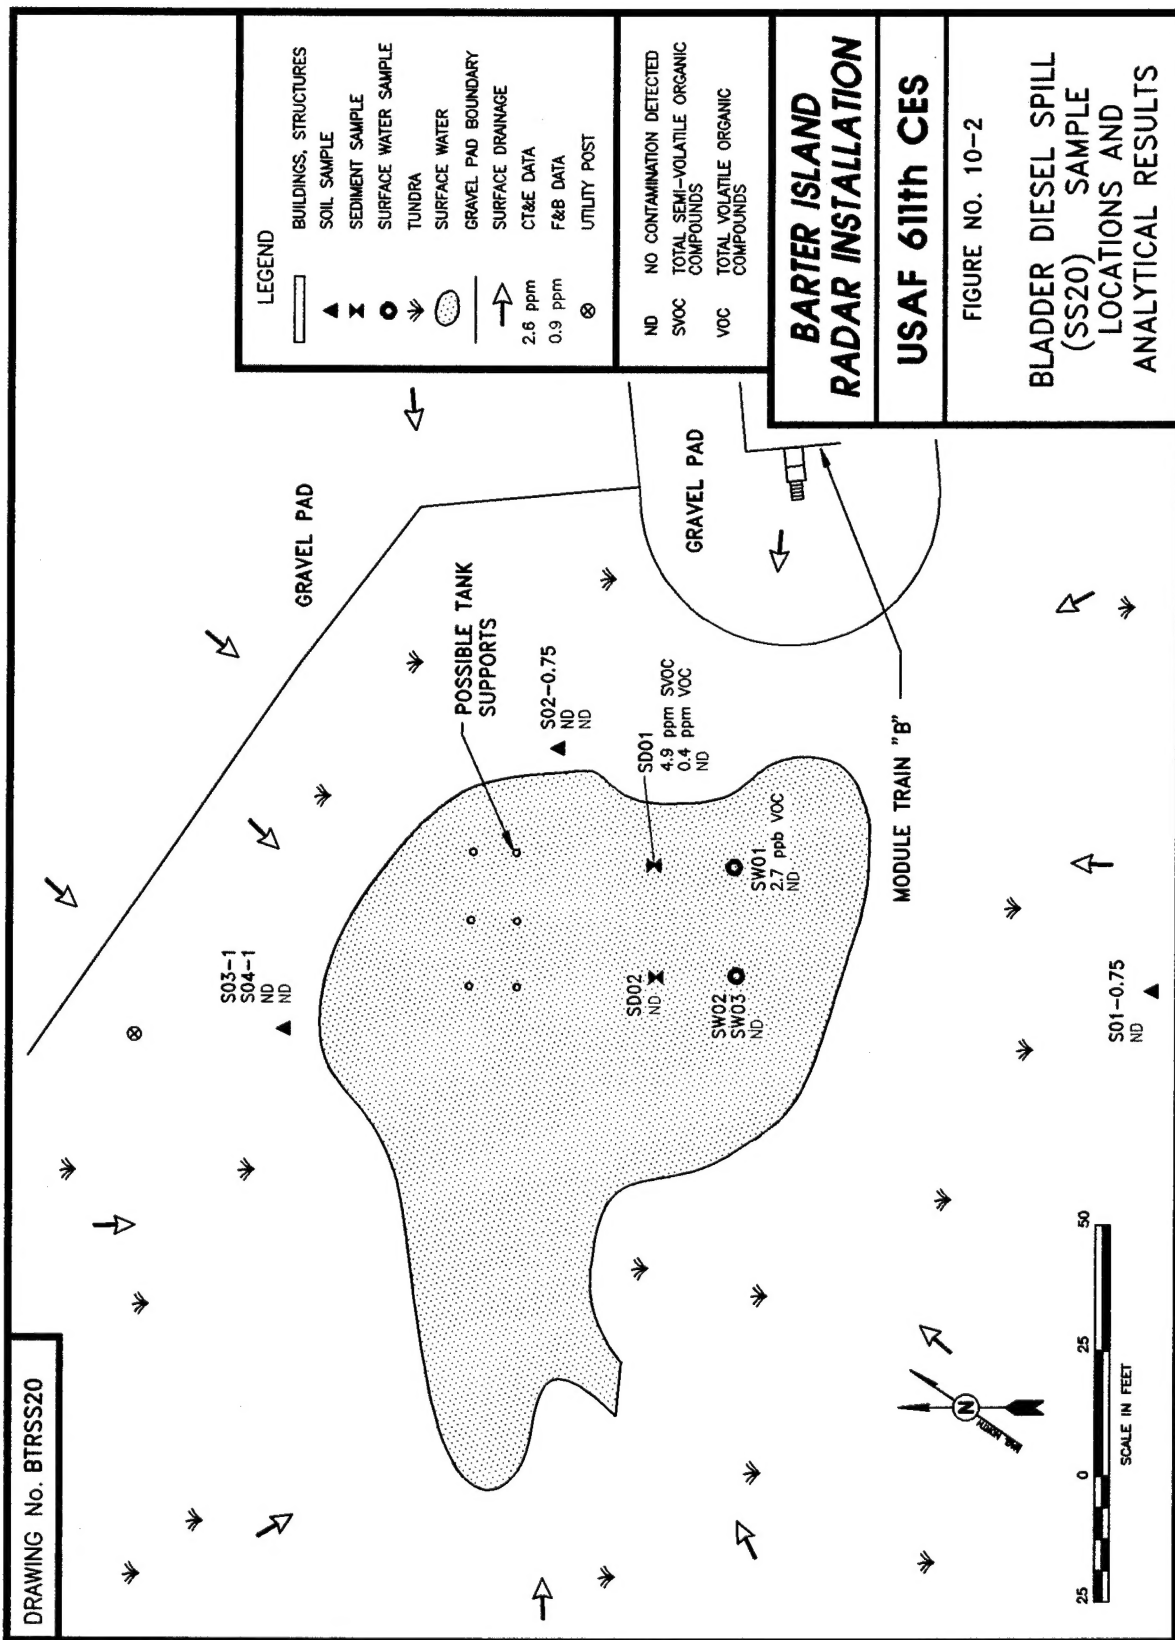 DRAWING No. BTRSS20
LEGEND
BUILDINGS, STRUCTURES
SOIL SAMPLE
SEDIMENT SAMPLE
SURFACE WATER SAMPLE
TUNDRA
SURFACE WATER
GRAVEL PAD BOUNDARY
SURFACE DRAINAGE
2.6 ppm CT&E DATA
0.9 ppm F&B DATA
UTILITY POST
ND NO CONTAMINATION DETECTED
SVOC TOTAL SEMI-VOLATILE ORGANIC
COMPOUNDS
VOC TOTAL VOLATILE ORGANIC
COMPOUNDS
BARTER ISLAND
RADAR INSTALLATION
USAF 611th CES
FIGURE NO. 10-2
BLADDER DIESEL SPILL
(SS20) SAMPLE
LOCATIONS AND
ANALYTICAL RESULTS
GRAVEL PAD
S03-1
S04-1
ND
ND
POSSIBLE TANK
SUPPORTS
S02-0.75
ND
ND
GRAVEL PAD
SD01
4.9 ppm SVOC
0.4 ppm VOC
ND
SD02
ND
SW01
2.7 ppb VOC
ND
SW02
SW03
ND
MODULE TRAIN "B"
S01-0.75
ND
N
MAG. NORTH
25 0 25 50
SCALE IN FEET